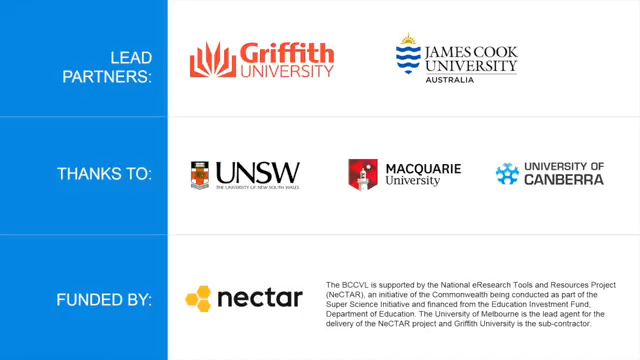 LEAD
PARTNERS:
Griffith
UNIVERSITY
JAMES COOK
UNIVERSITY
AUSTRALIA
THANKS TO:
UNSW
THE UNIVERSITY OF NEW SOUTH WALES
MACQUARIE
University
UNIVERSITY OF
CANBERRA
FUNDED BY:
nectar
The BCCVL is supported by the National eResearch Tools and Resources Project
(NeCTAR), an initiative of the Commonwealth being conducted as part of the
Super Science Initiative and financed from the Education Investment Fund,
Department of Education. The University of Melbourne is the lead agent for the
delivery of the NeCTAR project and Griffith University is the sub-contractor.